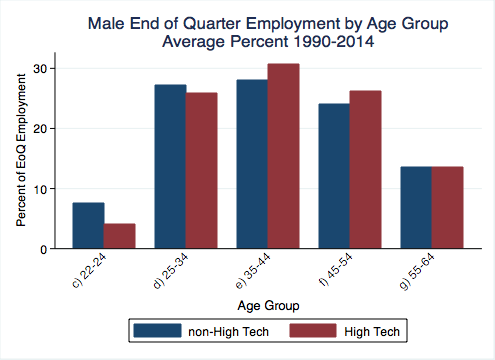 Male End of Quarter Employment by Age Group
Average Percent 1990-2014
Percent of EoQ Employment
30
20
10
0
c) 22-24
d) 25-34
e) 35-44
f) 45-54
g) 55-64
Age Group
non-High Tech
High Tech